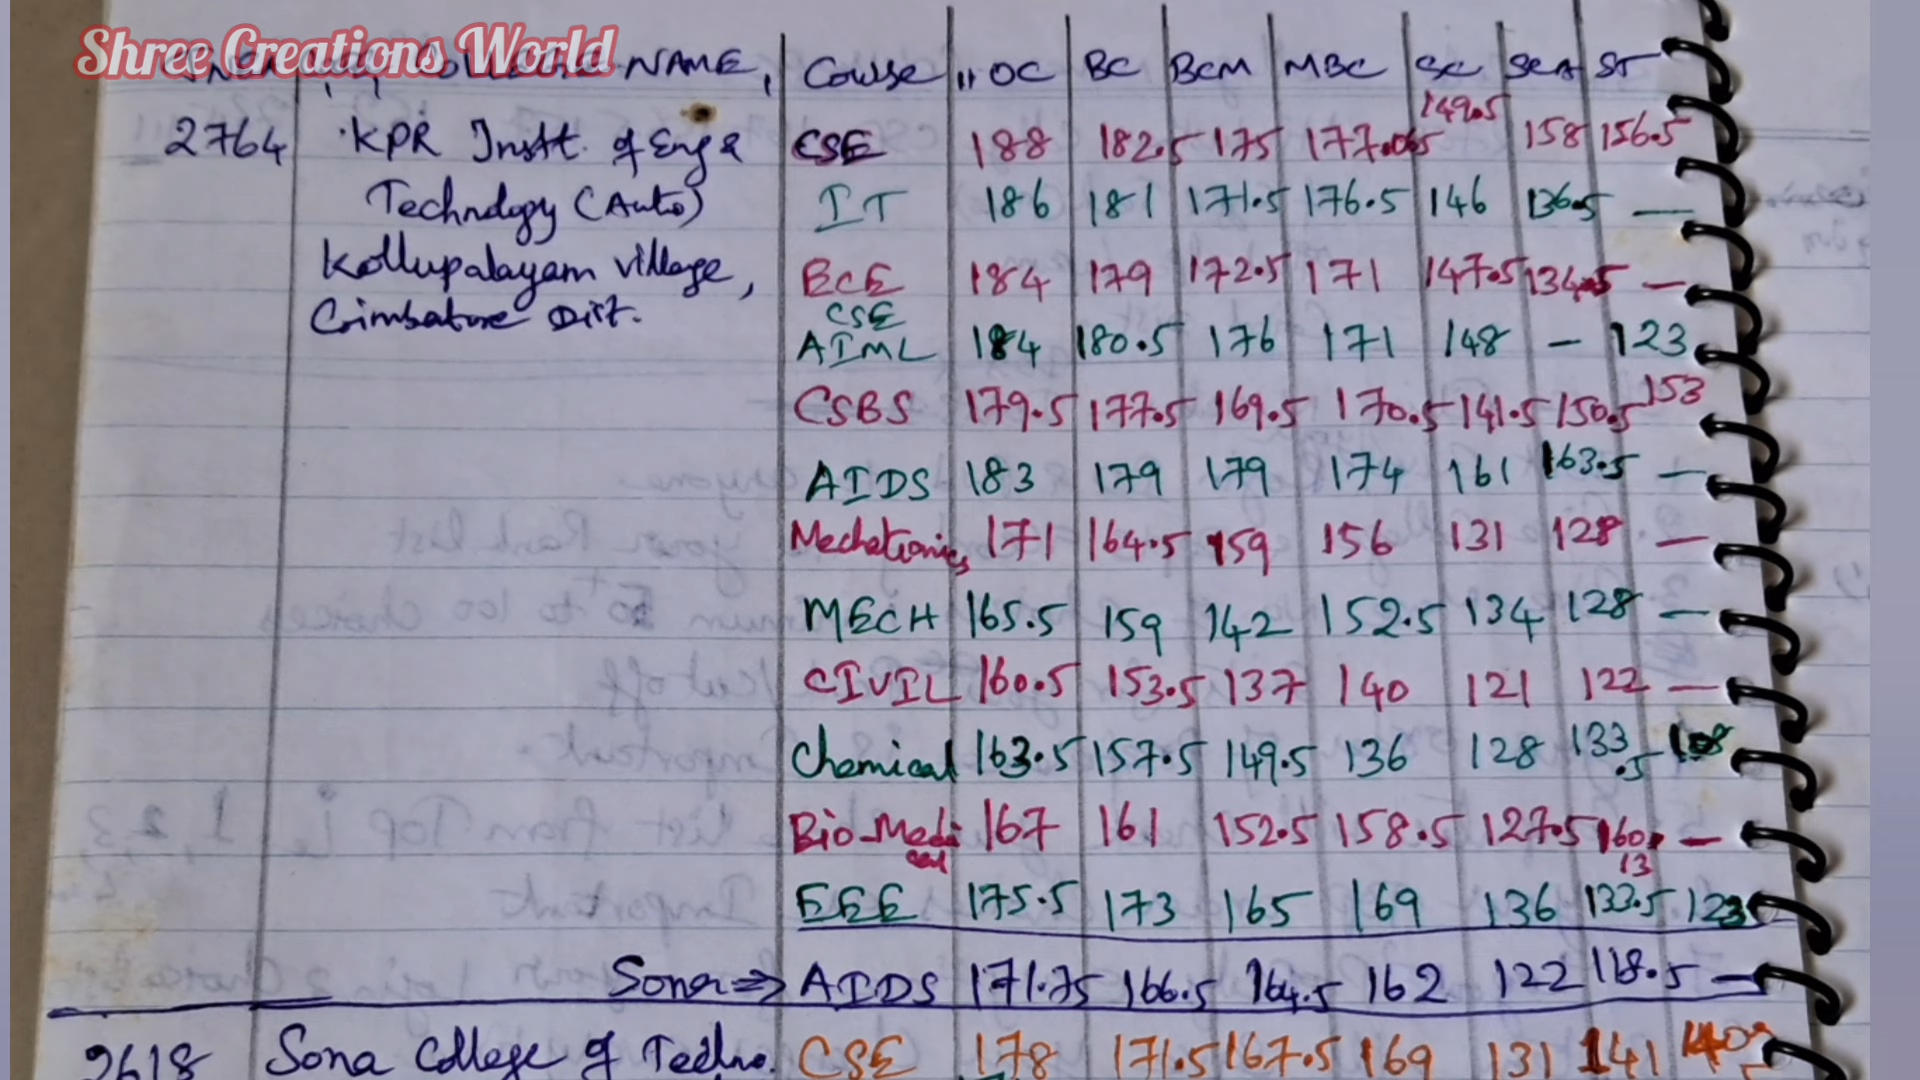 Shree Creations World
NAME, Course, OC BC BCM MBC SC SCA ST
2764 KPR Instt. of Eng & CSE 188 182.5 175 149.5 158 156.5
Technology (Auto) IT 186 181 171.5 176.5 146 136.5 —
Kollupalayam village, ECE 184 179 172.5 171 147.5 134.5 —
Coimbatore Dist. CSE
AIML 184 180.5 176 171 148 — 123
CSBS 179.5 177.5 169.5 170.5 141.5 150.5 153
AIDS 183 179 179 174 161 163.5 —
Mechetronics 171 164.5 159 156 131 128 —
MECH 165.5 159 142 152.5 134 128 —
CIVIL 160.5 153.5 137 140 121 122 —
Chemical 163.5 157.5 149.5 136 128 133.5
Bio-Medical 167 161 152.5 158.5 127.5 —
EEE 175.5 173 165 169 136 133.5 123
Sona => AIDS 171.75 166.5 164.5 162 122 118.5 —
2618 Sona College of Techno. CSE 178 171.5 167.5 169 131 141